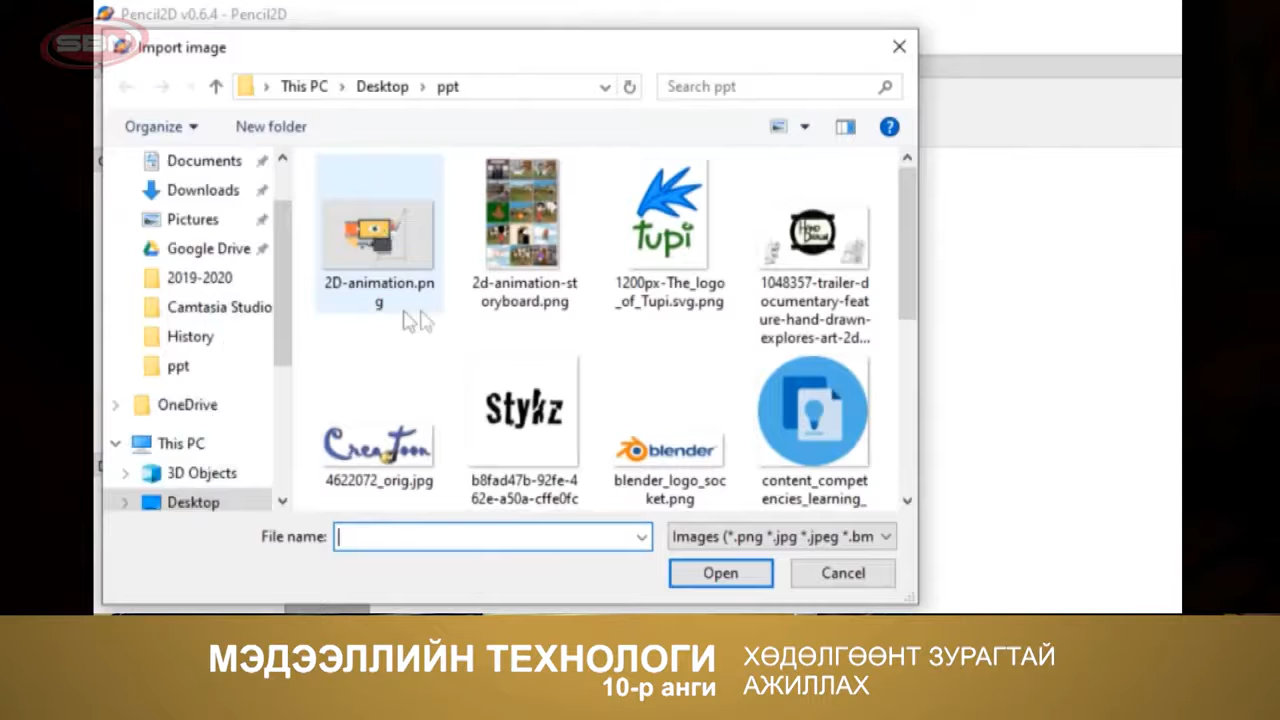 Pencil2D v0.6.4 - Pencil2D
SBN
Import image
This PC › Desktop › ppt
Search ppt
Organize
New folder
Documents
Downloads
Pictures
Google Drive
2019-2020
Camtasia Studio
History
ppt
OneDrive
This PC
3D Objects
Desktop
2D-animation.pn
g
2d-animation-st
oryboard.png
Tupi
1200px-The_logo
_of_Tupi.svg.png
HAND DRAWN
1048357-trailer-d
ocumentary-feat
ure-hand-drawn-
explores-art-2d...
CreaToon
4622072_orig.jpg
Stykz
b8fad47b-92fe-4
62e-a50a-cffe0fc
blender
blender_logo_soc
ket.png
content_compet
encies_learning_
File name:
Images (*.png *.jpg *.jpeg *.bm
Open
Cancel
МЭДЭЭЛЛИЙН ТЕХНОЛОГИ
10-р анги
ХӨДӨЛГӨӨНТ ЗУРАГТАЙ
АЖИЛЛАХ